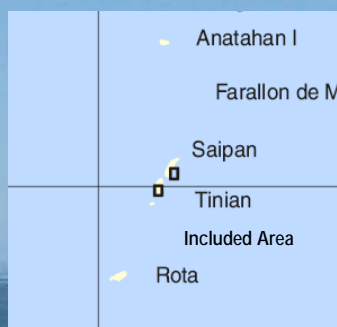 Anatahan I
Farallon de M
Saipan
Tinian
Included Area
Rota